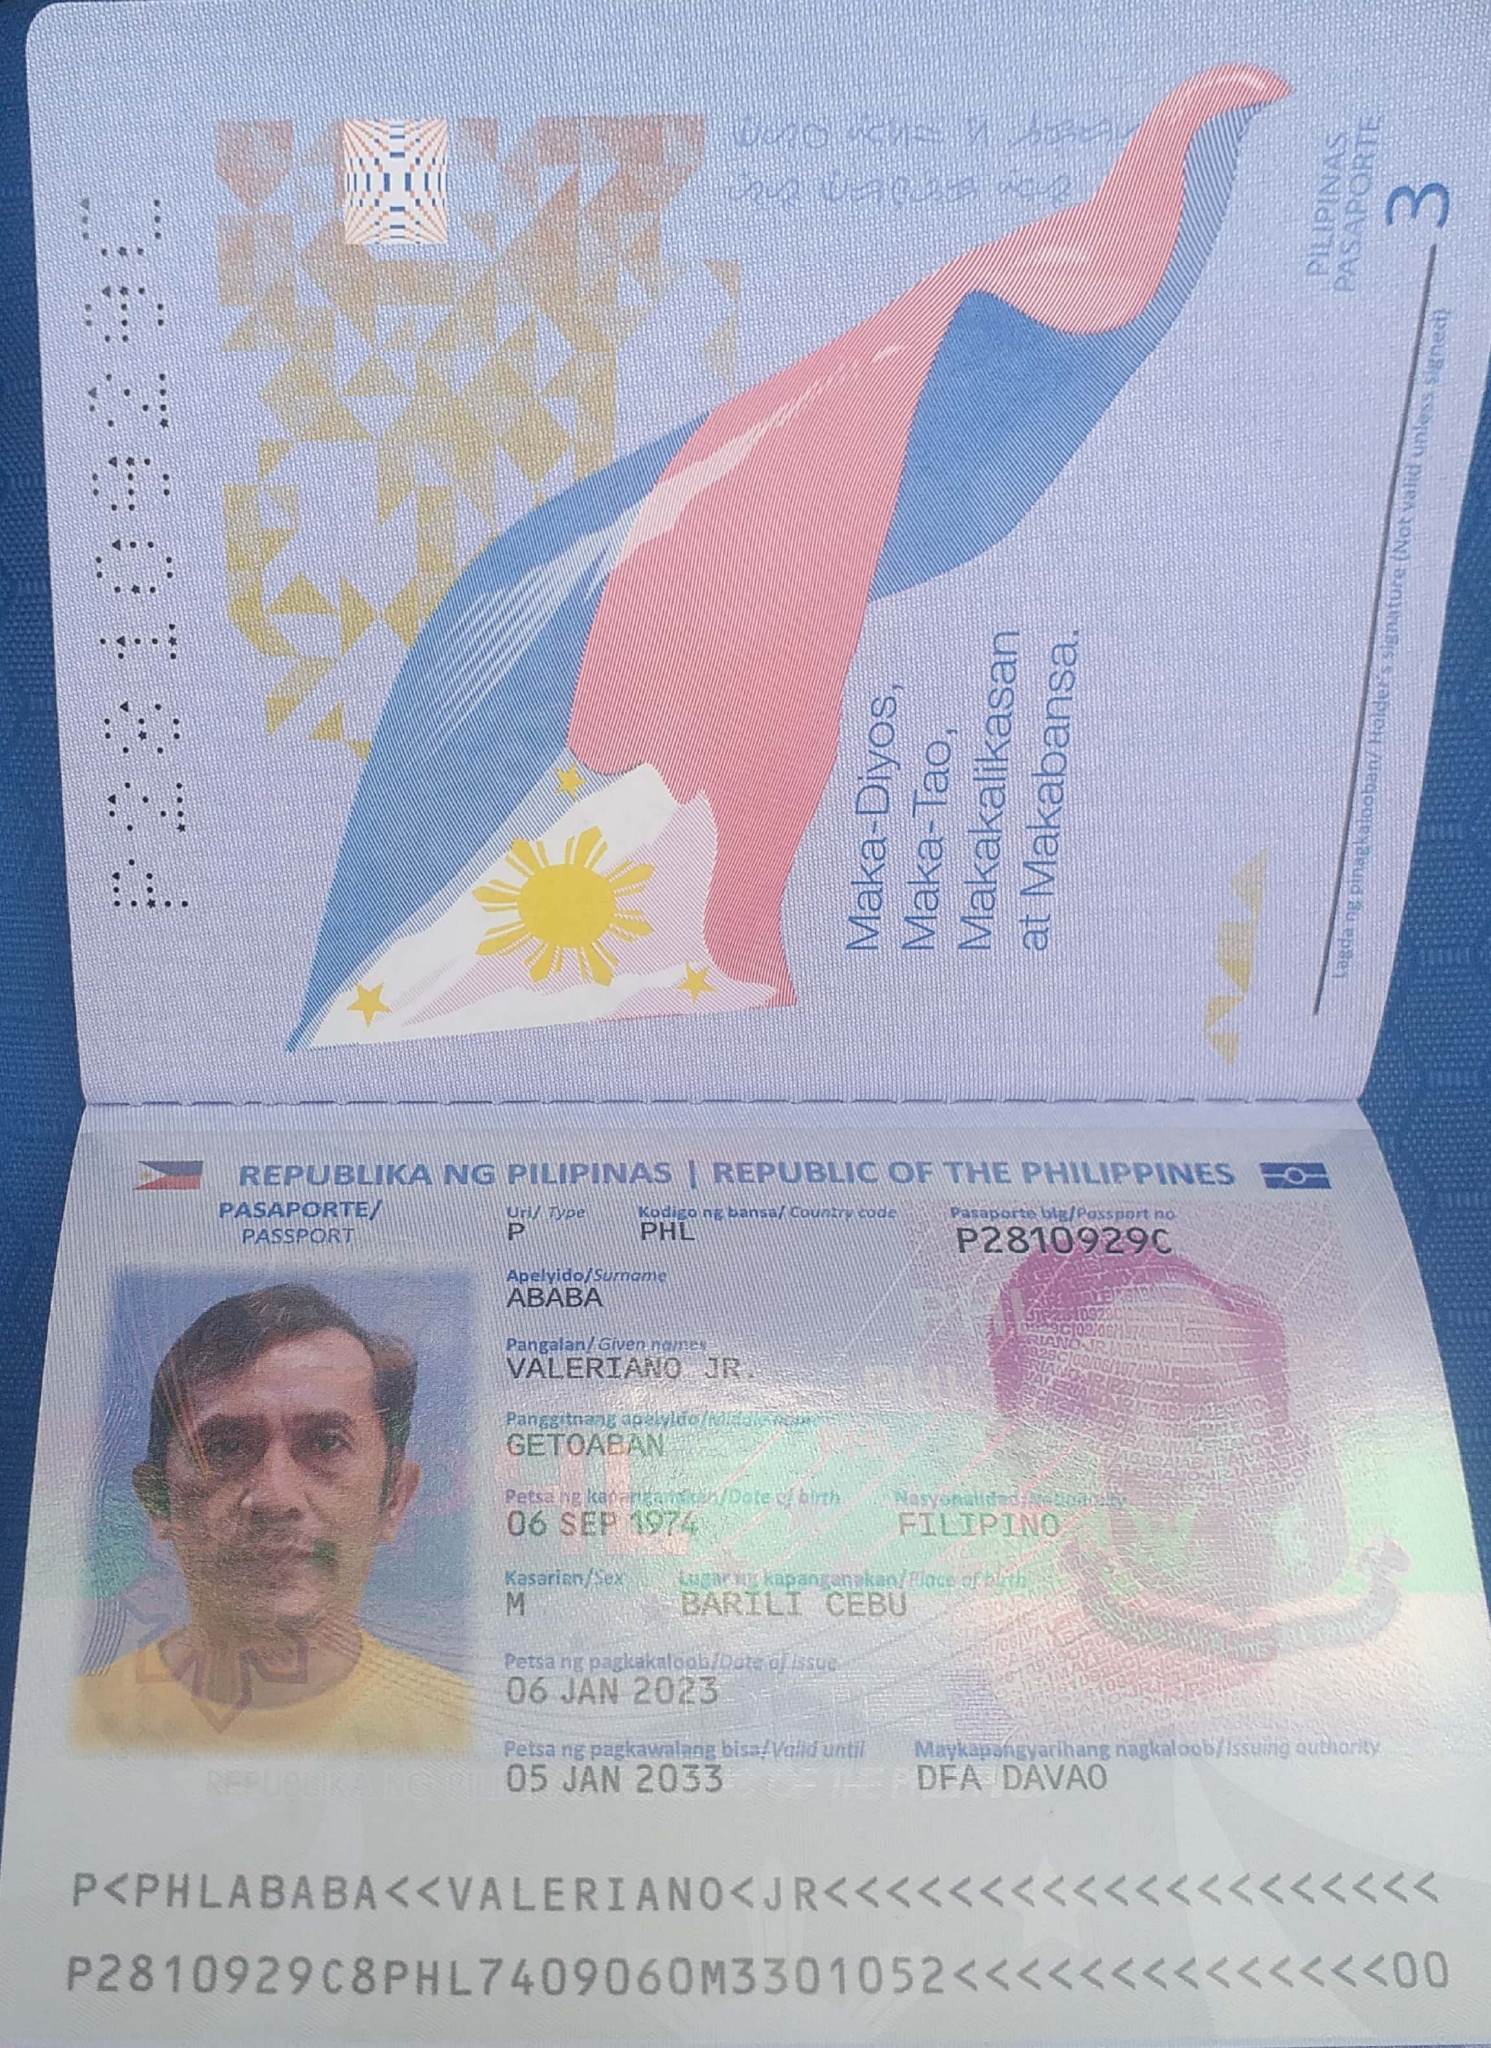 P2810929C
Maka-Diyos,
Maka-Tao,
Makakalikasan
at Makabansa.
PILIPINAS
PASAPORTE
3
Lagda ng pinagkalooban/ Holder's signature (Not valid unless signed)
REPUBLIKA NG PILIPINAS | REPUBLIC OF THE PHILIPPINES
PASAPORTE/
PASSPORT
Uri/ Type
P
Kodigo ng bansa/ Country code
PHL
Pasaporte blg/Passport no
P2810929C
Apelyido/Surname
ABABA
Pangalan/ Given names
VALERIANO JR.
Panggitnang apelyido/Middle name
GETOABAN
Petsa ng kapanganakan/Date of birth
06 SEP 1974
Nasyonalidad/Nationality
FILIPINO
Kasarian/Sex
M
Lugar ng kapanganakan/Place of birth
BARILI CEBU
Petsa ng pagkakaloob/Date of issue
06 JAN 2023
Petsa ng pagkawalang bisa/Valid until
05 JAN 2033
Maykapangyarihang nagkaloob/Issuing authority
DFA DAVAO
P<PHLABABA<<VALERIANO<JR<<<<<<<<<<<<<<<<<<<<
P2810929C8PHL7409060M3301052<<<<<<<<<<<<<<00